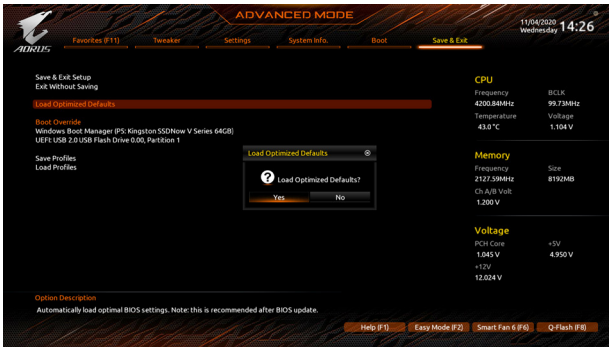 ADVANCED MODE
11/04/2020
Wednesday 14:26
AORUS
Favorites (F11) Tweaker Settings System Info. Boot Save & Exit
Save & Exit Setup
Exit Without Saving
Load Optimized Defaults
Boot Override
Windows Boot Manager (P5: Kingston SSDNow V Series 64GB)
UEFI: USB 2.0 USB Flash Drive 0.00, Partition 1
Save Profiles
Load Profiles
Load Optimized Defaults
Load Optimized Defaults?
Yes No
CPU
Frequency BCLK
4200.84MHz 99.73MHz
Temperature Voltage
43.0 °C 1.104 V
Memory
Frequency Size
2127.59MHz 8192MB
Ch A/B Volt
1.200 V
Voltage
PCH Core +5V
1.045 V 4.950 V
+12V
12.024 V
Option Description
Automatically load optimal BIOS settings. Note: this is recommended after BIOS update.
Help (F1) Easy Mode (F2) Smart Fan 6 (F6) Q-Flash (F8)